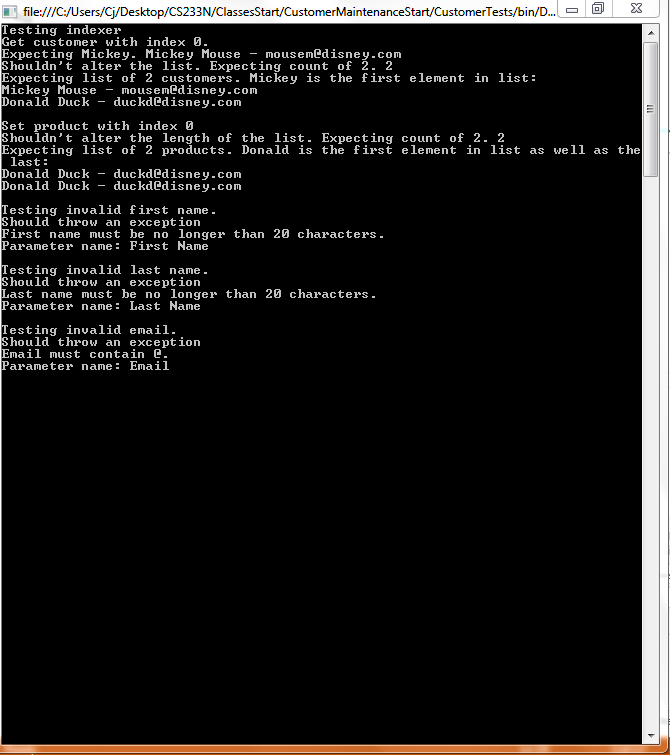 file:///C:/Users/Cj/Desktop/CS233N/ClassesStart/CustomerMaintenanceStart/CustomerTests/bin/D...
Testing indexer
Get customer with index 0.
Expecting Mickey. Mickey Mouse - mousem@disney.com
Shouldn't alter the list. Expecting count of 2. 2
Expecting list of 2 customers. Mickey is the first element in list:
Mickey Mouse - mousem@disney.com
Donald Duck - duckd@disney.com

Set product with index 0
Shouldn't alter the length of the list. Expecting count of 2. 2
Expecting list of 2 products. Donald is the first element in list as well as the
 last:
Donald Duck - duckd@disney.com
Donald Duck - duckd@disney.com

Testing invalid first name.
Should throw an exception
First name must be no longer than 20 characters.
Parameter name: First Name

Testing invalid last name.
Should throw an exception
Last name must be no longer than 20 characters.
Parameter name: Last Name

Testing invalid email.
Should throw an exception
Email must contain @.
Parameter name: Email